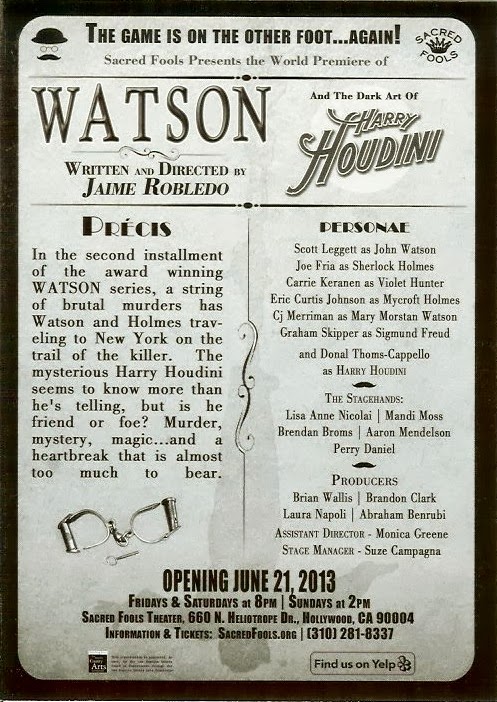 THE GAME IS ON THE OTHER FOOT...AGAIN!
SACRED FOOLS
Sacred Fools Presents the World Premiere of
WATSON
And The Dark Art Of
HARRY
HOUDINI
WRITTEN AND DIRECTED BY
JAIME ROBLEDO
PRÉCIS
In the second installment
of the award winning
WATSON series, a string
of brutal murders has
Watson and Holmes trav-
eling to New York on the
trail of the killer. The
mysterious Harry Houdini
seems to know more than
he's telling, but is he
friend or foe? Murder,
mystery, magic...and a
heartbreak that is almost
too much to bear.
PERSONAE
Scott Leggett as John Watson
Joe Fria as Sherlock Holmes
Carrie Keranen as Violet Hunter
Eric Curtis Johnson as Mycroft Holmes
Cj Merriman as Mary Morstan Watson
Graham Skipper as Sigmund Freud
and Donal Thoms-Cappello
as HARRY HOUDINI
THE STAGEHANDS:
Lisa Anne Nicolai | Mandi Moss
Brendan Broms | Aaron Mendelson
Perry Daniel
PRODUCERS
Brian Wallis | Brandon Clark
Laura Napoli | Abraham Benrubi
ASSISTANT DIRECTOR - Monica Greene
STAGE MANAGER - Suze Campagna
OPENING JUNE 21, 2013
FRIDAYS & SATURDAYS at 8PM | SUNDAYS at 2PM
SACRED FOOLS THEATER, 660 N. HELIOTROPE DR., HOLLYWOOD, CA 90004
INFORMATION & TICKETS: SACREDFOOLS.ORG | (310) 281-8337
Arts
Find us on Yelp